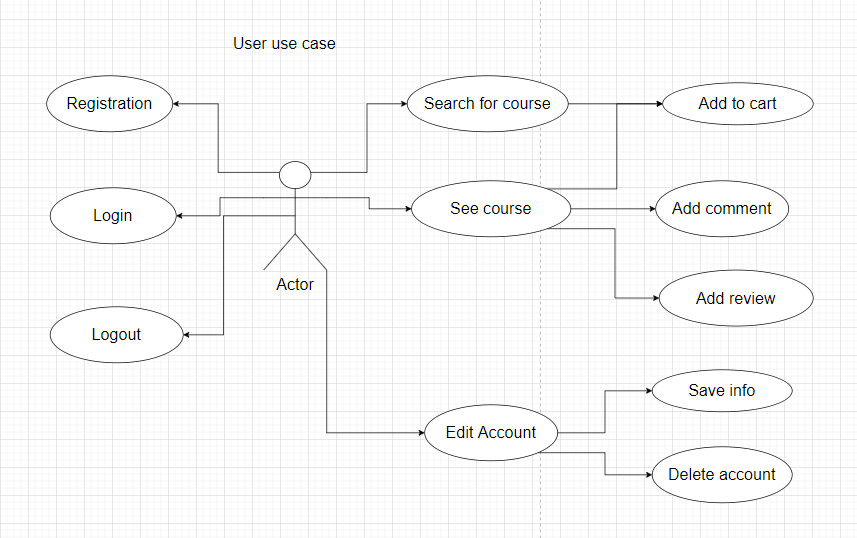 User use case
Registration
Search for course
Add to cart
Login
See course
Add comment
Actor
Add review
Logout
Save info
Edit Account
Delete account